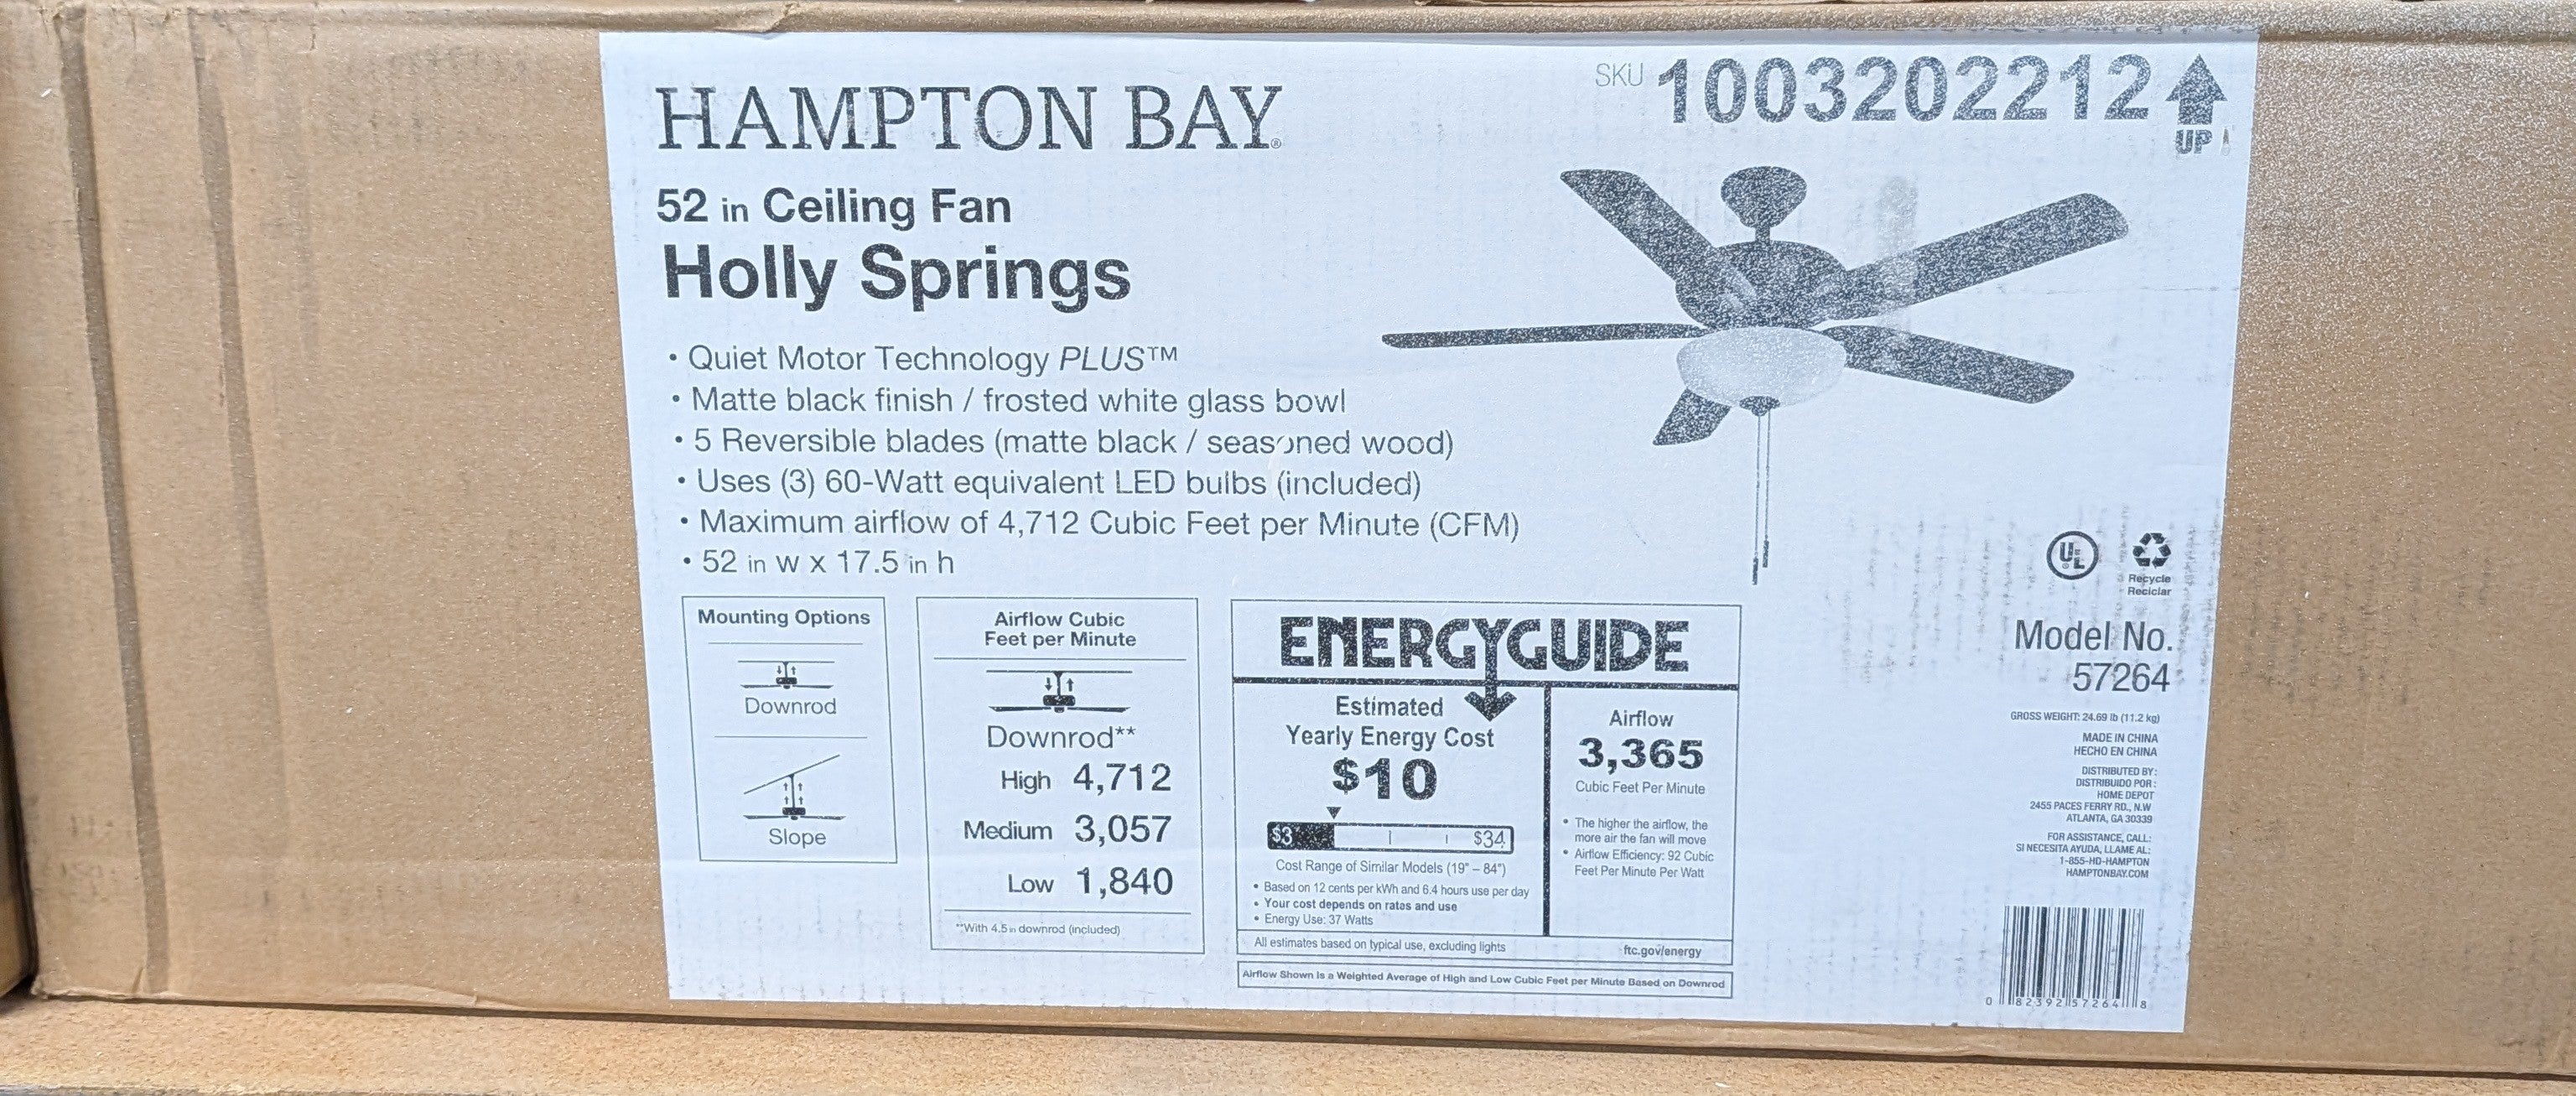 HAMPTON BAY®
SKU 1003202212
UP
52 in Ceiling Fan
Holly Springs
• Quiet Motor Technology PLUS™
• Matte black finish / frosted white glass bowl
• 5 Reversible blades (matte black / seasoned wood)
• Uses (3) 60-Watt equivalent LED bulbs (included)
• Maximum airflow of 4,712 Cubic Feet per Minute (CFM)
• 52 in w x 17.5 in h
Mounting Options
Downrod
Slope
Airflow Cubic
Feet per Minute
Downrod**
High 4,712
Medium 3,057
Low 1,840
**With 4.5 in downrod (included)
ENERGYGUIDE
Estimated
Yearly Energy Cost
$10
$3 $34
Cost Range of Similar Models (19" – 84")
• Based on 12 cents per kWh and 6.4 hours use per day
• Your cost depends on rates and use
• Energy Use: 37 Watts
Airflow
3,365
Cubic Feet Per Minute
• The higher the airflow, the
more air the fan will move
• Airflow Efficiency: 92 Cubic
Feet Per Minute Per Watt
All estimates based on typical use, excluding lights
ftc.gov/energy
Airflow Shown Is a Weighted Average of High and Low Cubic Feet per Minute Based on Downrod
UL
Recycle
Reciclar
Model No.
57264
GROSS WEIGHT: 24.69 lb (11.2 kg)
MADE IN CHINA
HECHO EN CHINA
DISTRIBUTED BY:
DISTRIBUIDO POR:
HOME DEPOT
2455 PACES FERRY RD., N.W
ATLANTA, GA 30339
FOR ASSISTANCE, CALL:
SI NECESITA AYUDA, LLAME AL:
1-855-HD-HAMPTON
HAMPTONBAY.COM
0 82392 57264 8